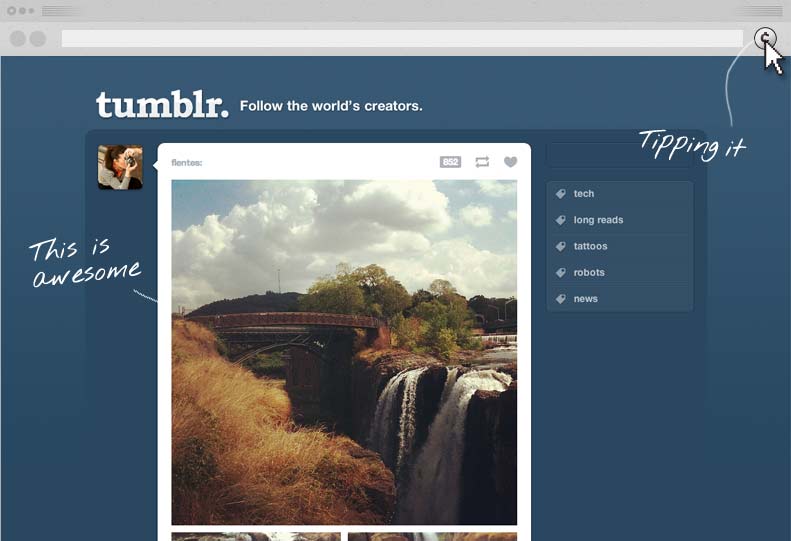 tumblr. Follow the world's creators.
Tipping it
flentes: 852
tech
long reads
This is
awesome
tattoos
robots
news